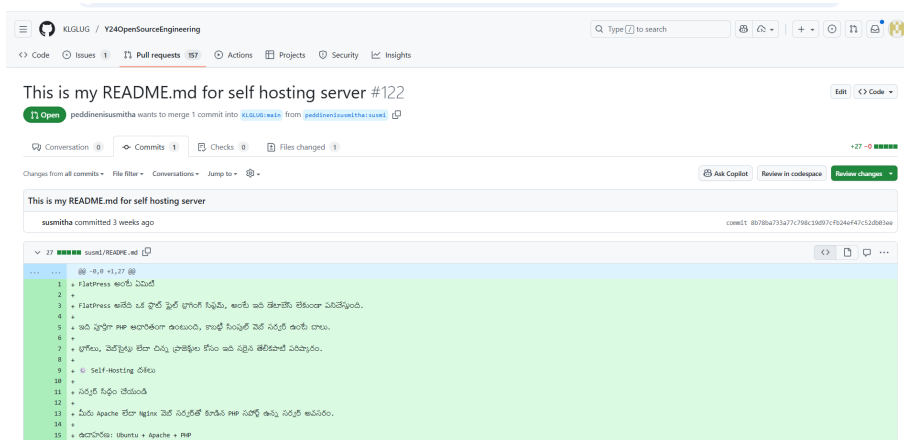 KLGLUG / Y24OpenSourceEngineering
Type / to search
Code
Issues 1
Pull requests 157
Actions
Projects
Security
Insights
This is my README.md for self hosting server #122
Edit
Code
Open
peddinenisusmitha wants to merge 1 commit into KLGLUG:main from peddinenisusmitha:susmi
Conversation 0
Commits 1
Checks 0
Files changed 1
+27 −0
Changes from all commits
File filter
Conversations
Jump to
Ask Copilot
Review in codespace
Review changes
This is my README.md for self hosting server
susmitha committed 3 weeks ago
commit 8b78ba733a77c798c19d97cfb24ef47c52db03ee
27 susmi/README.md
... ... @@ -0,0 +1,27 @@
1 + FlatPress అంటే ఏమిటి
2 +
3 + FlatPress అనేది ఒక ఫ్లాట్ ఫైల్ బ్లాగింగ్ సిస్టమ్, అంటే ఇది డేటాబేస్ లేకుండా పనిచేస్తుంది.
4 +
5 + ఇది పూర్తిగా PHP ఆధారితంగా ఉంటుంది, కాబట్టి సింపుల్ వెబ్ సర్వర్ ఉంటే చాలు.
6 +
7 + బ్లాగ్‌లు, వెబ్‌సైట్లు లేదా చిన్న ప్రాజెక్టుల కోసం ఇది సరైన తేలికపాటి పరిష్కారం.
8 +
9 + ⚙️ Self-Hosting దశలు
10 +
11 + సర్వర్ సిద్ధం చేయండి
12 +
13 + మీరు Apache లేదా Nginx వెబ్ సర్వర్‌తో కూడిన PHP సపోర్ట్ ఉన్న సర్వర్ అవసరం.
14 +
15 + ఉదాహరణ: Ubuntu + Apache + PHP